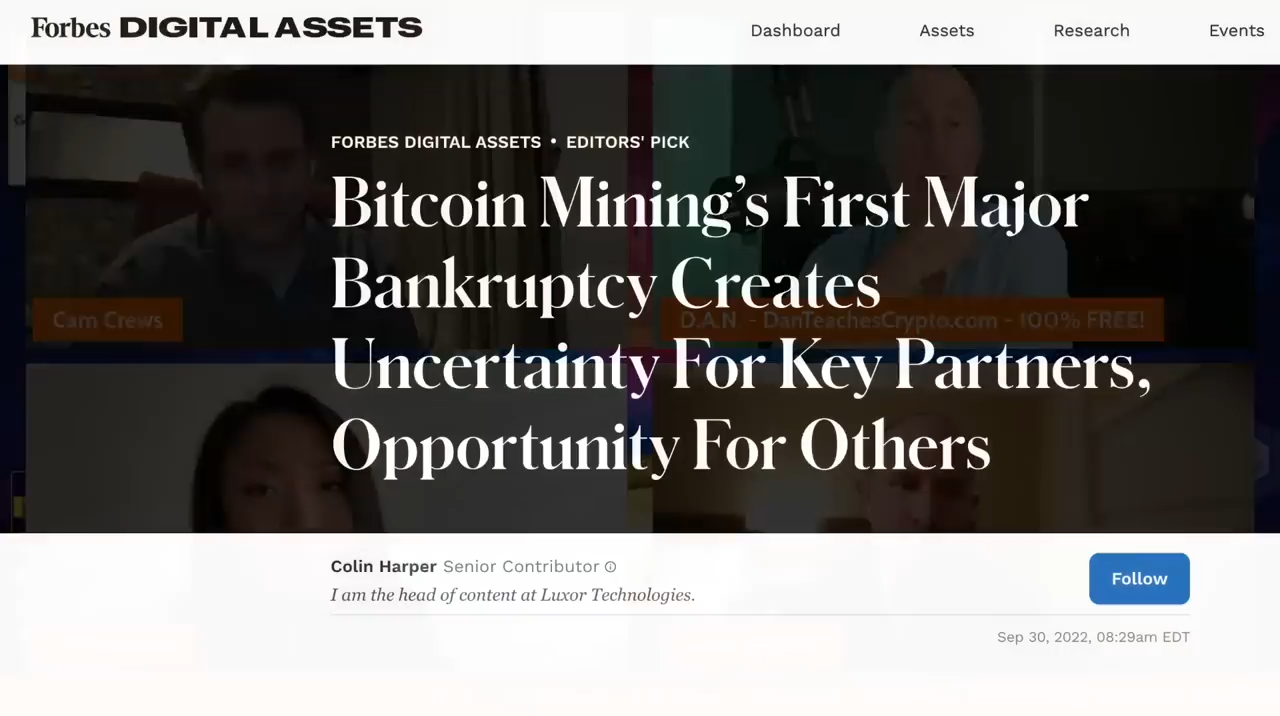 Forbes DIGITAL ASSETS
Dashboard Assets Research Events
FORBES DIGITAL ASSETS • EDITORS' PICK
Bitcoin Mining’s First Major
Bankruptcy Creates
Cam Crews
D.A.N. - DanTeachesCrypto.com - 100% FREE!
Uncertainty For Key Partners,
Opportunity For Others
Colin Harper Senior Contributor
I am the head of content at Luxor Technologies.
Follow
Sep 30, 2022, 08:29am EDT